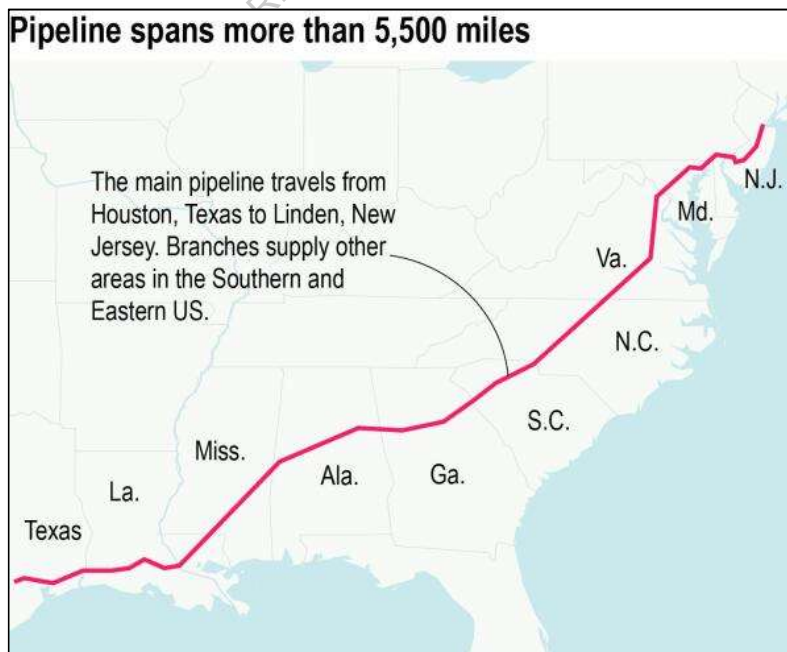 Pipeline spans more than 5,500 miles
The main pipeline travels from
Houston, Texas to Linden, New
Jersey. Branches supply other
areas in the Southern and
Eastern US.
N.J.
Md.
Va.
N.C.
S.C.
Miss.
Ala.
Ga.
La.
Texas